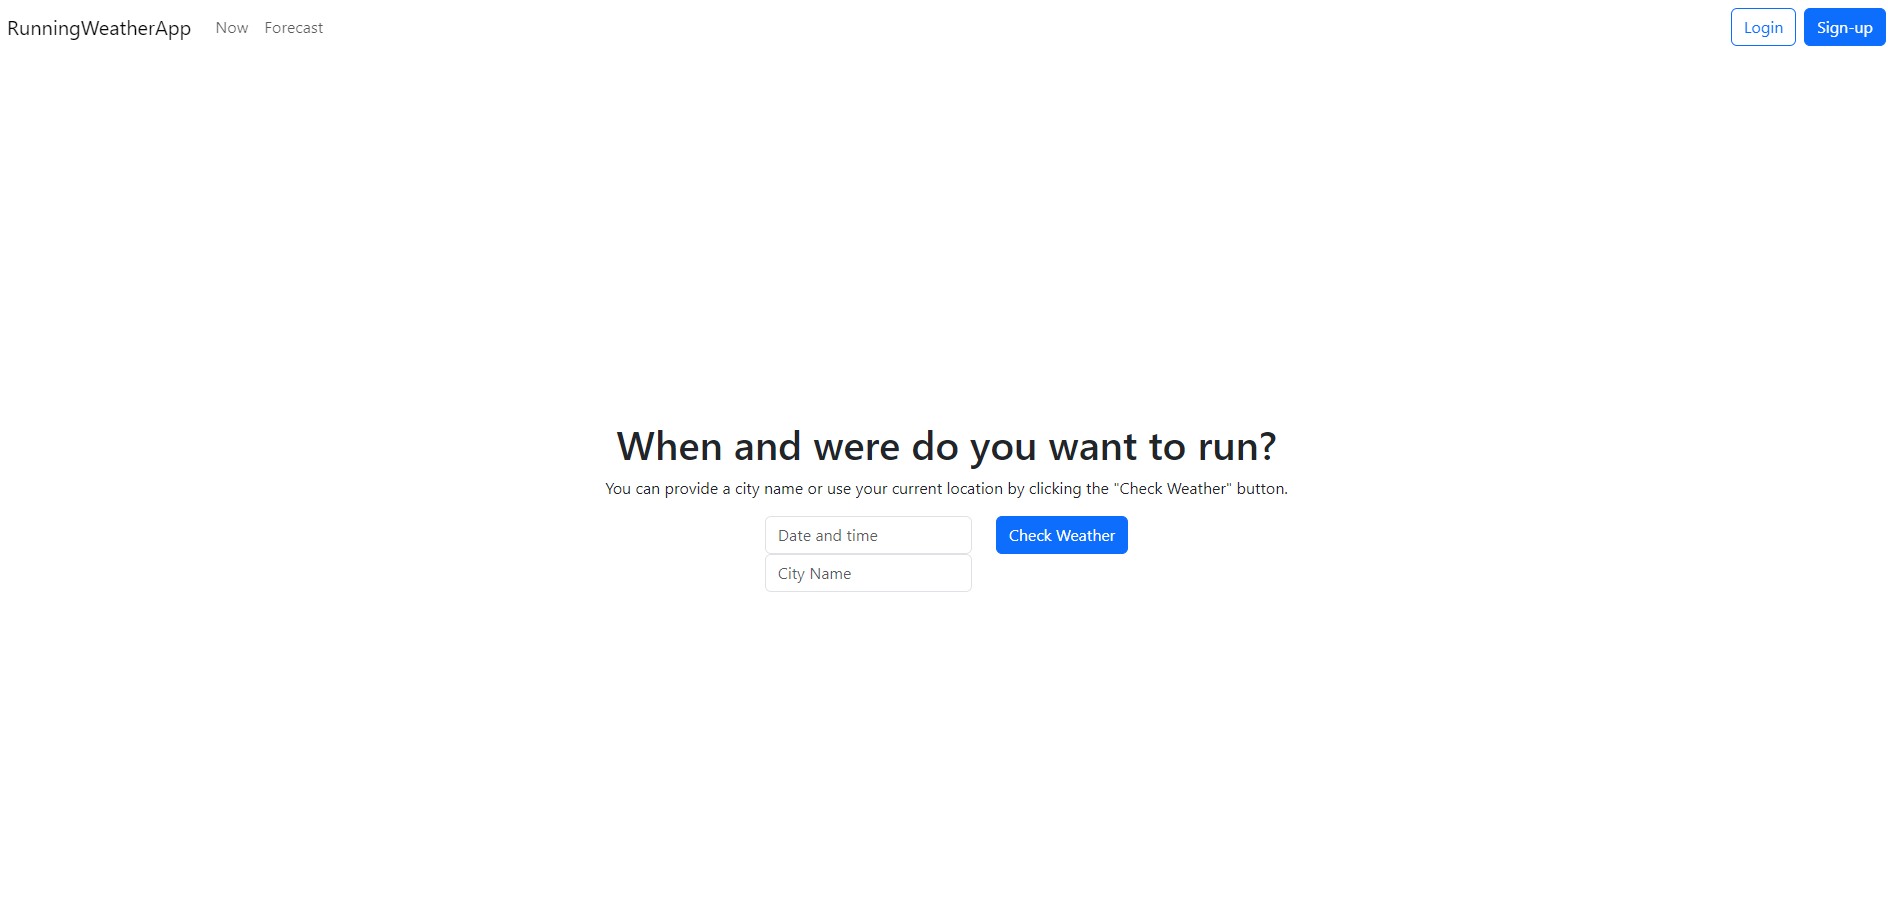 RunningWeatherApp Now Forecast Login Sign-up
When and were do you want to run?
You can provide a city name or use your current location by clicking the "Check Weather" button.
Date and time Check Weather
City Name